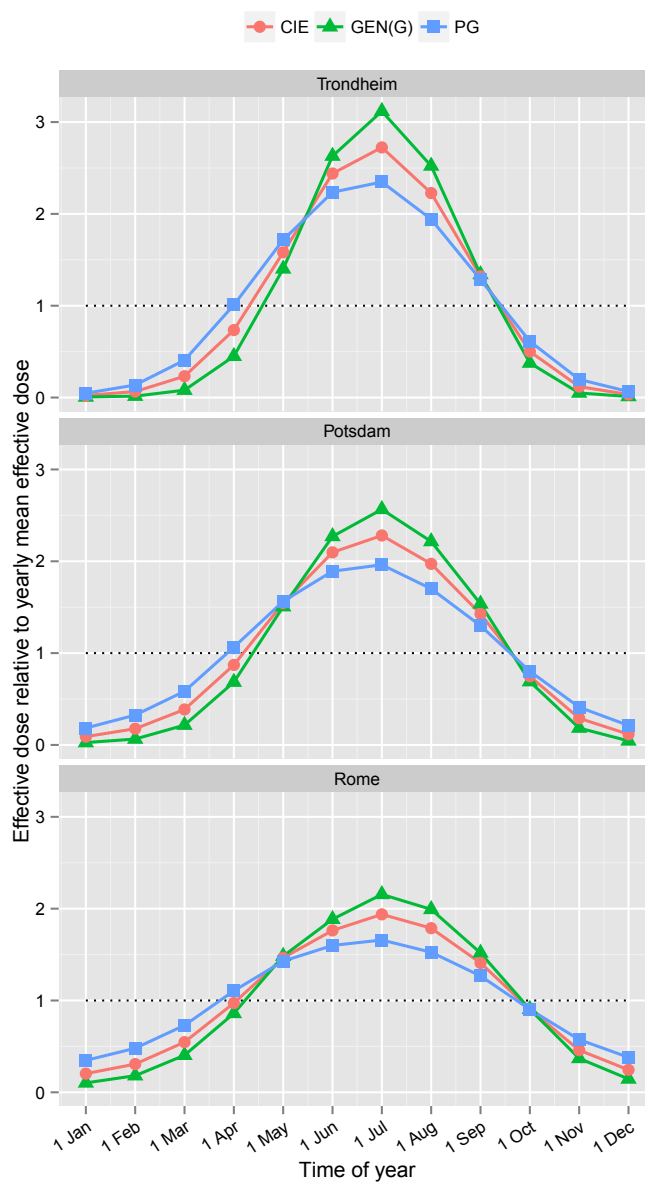 CIE GEN(G) PG
Trondheim
3
2
1
0
Potsdam
3
2
1
0
Rome
3
2
1
0
Effective dose relative to yearly mean effective dose
1 Jan 1 Feb 1 Mar 1 Apr 1 May 1 Jun 1 Jul 1 Aug 1 Sep 1 Oct 1 Nov 1 Dec
Time of year